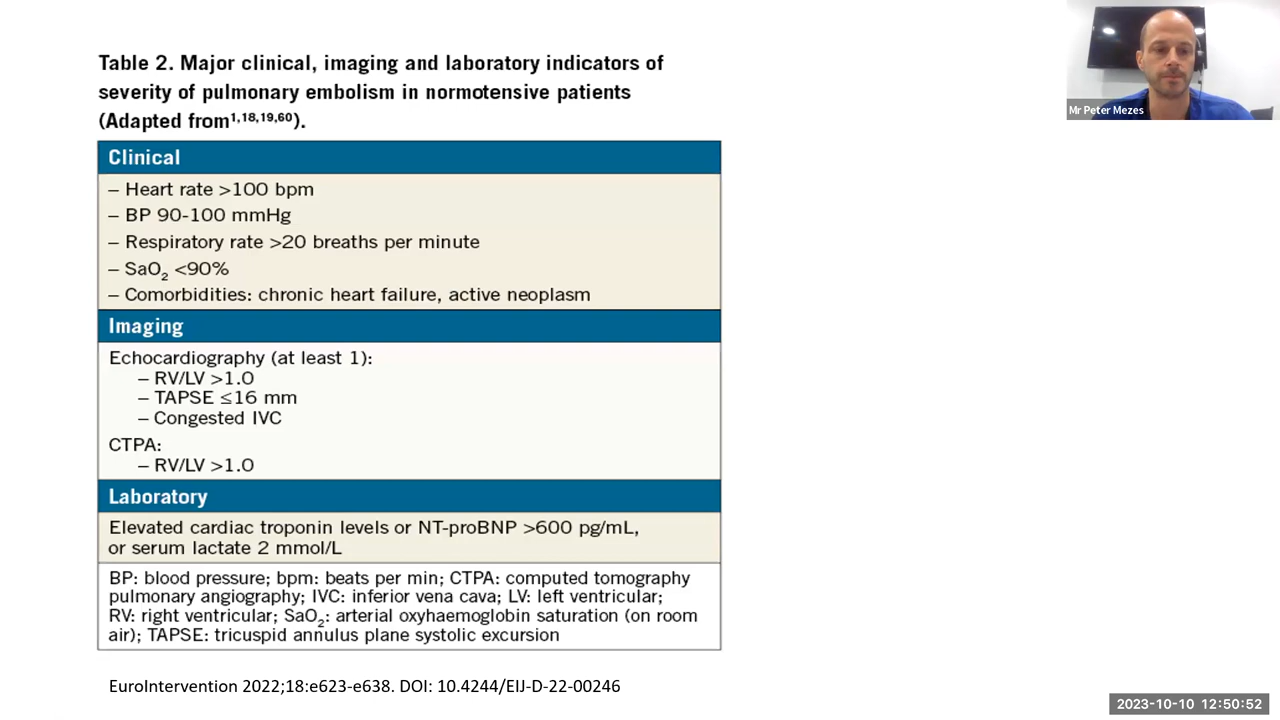 Table 2. Major clinical, imaging and laboratory indicators of
severity of pulmonary embolism in normotensive patients
(Adapted from1,18,19,60).
Clinical
– Heart rate >100 bpm
– BP 90-100 mmHg
– Respiratory rate >20 breaths per minute
– SaO2 <90%
– Comorbidities: chronic heart failure, active neoplasm
Imaging
Echocardiography (at least 1):
– RV/LV >1.0
– TAPSE ≤16 mm
– Congested IVC
CTPA:
– RV/LV >1.0
Laboratory
Elevated cardiac troponin levels or NT-proBNP >600 pg/mL,
or serum lactate 2 mmol/L
BP: blood pressure; bpm: beats per min; CTPA: computed tomography
pulmonary angiography; IVC: inferior vena cava; LV: left ventricular;
RV: right ventricular; SaO2: arterial oxyhaemoglobin saturation (on room
air); TAPSE: tricuspid annulus plane systolic excursion
EuroIntervention 2022;18:e623-e638. DOI: 10.4244/EIJ-D-22-00246
Mr Peter Mezes
2023-10-10 12:50:52